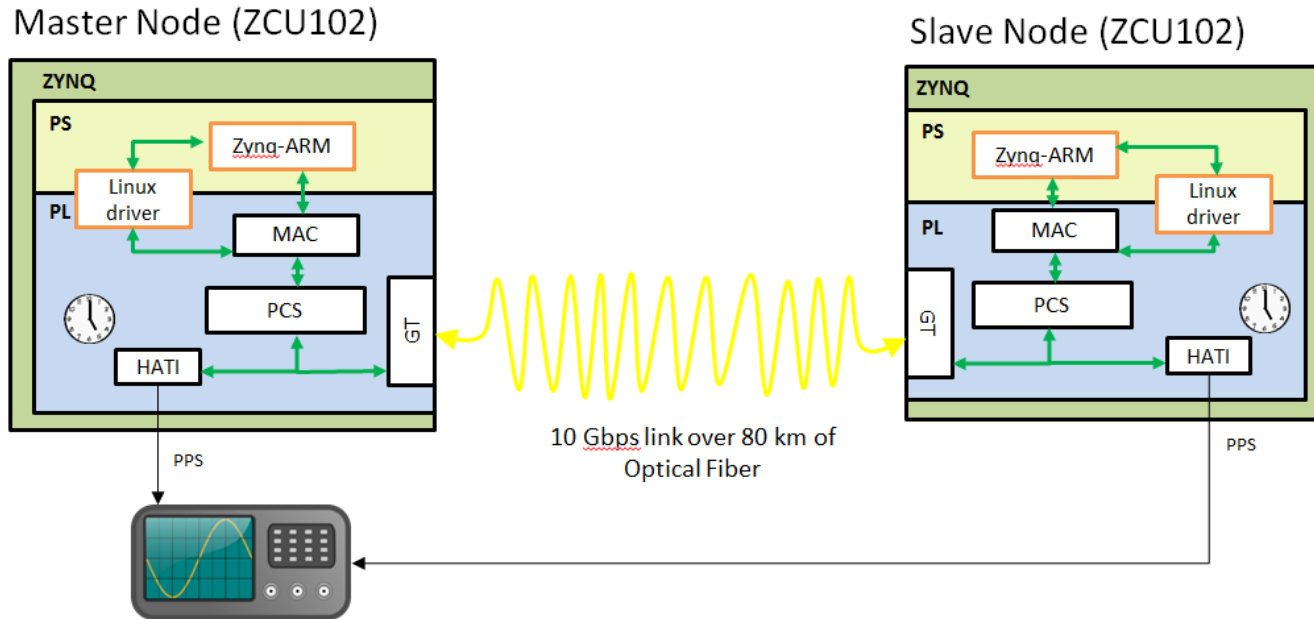 Master Node (ZCU102)
ZYNQ
PS
Zynq-ARM
Linux
driver
PL
MAC
PCS
GT
HATI
PPS
10 Gbps link over 80 km of
Optical Fiber
Slave Node (ZCU102)
ZYNQ
PS
Zynq-ARM
Linux
driver
PL
MAC
PCS
GT
HATI
PPS